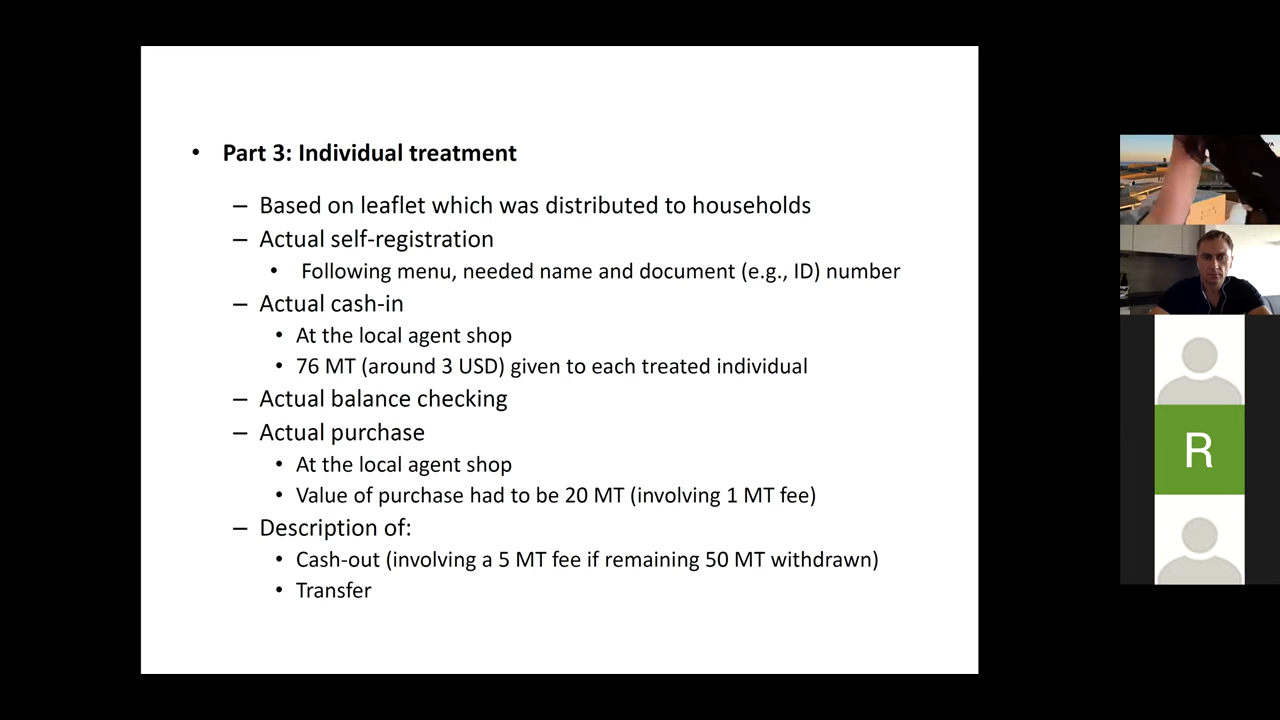 • Part 3: Individual treatment
– Based on leaflet which was distributed to households
– Actual self-registration
• Following menu, needed name and document (e.g., ID) number
– Actual cash-in
• At the local agent shop
• 76 MT (around 3 USD) given to each treated individual
– Actual balance checking
– Actual purchase
• At the local agent shop
• Value of purchase had to be 20 MT (involving 1 MT fee)
– Description of:
• Cash-out (involving a 5 MT fee if remaining 50 MT withdrawn)
• Transfer
R